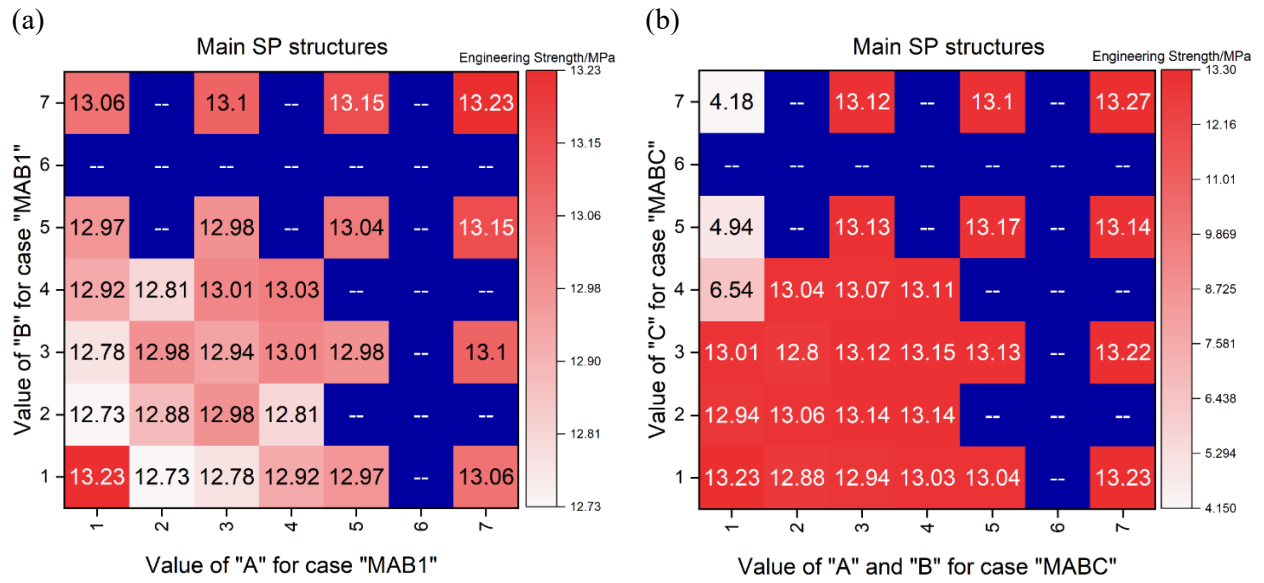 (a)
Main SP structures
Engineering Strength/MPa
Value of "B" for case "MAB1"
7 13.06 -- 13.1 -- 13.15 -- 13.23
6 -- -- -- -- -- -- --
5 12.97 -- 12.98 -- 13.04 -- 13.15
4 12.92 12.81 13.01 13.03 -- -- --
3 12.78 12.98 12.94 13.01 12.98 -- 13.1
2 12.73 12.88 12.98 12.81 -- -- --
1 13.23 12.73 12.78 12.92 12.97 -- 13.06
1 2 3 4 5 6 7
Value of "A" for case "MAB1"
13.23
13.15
13.06
12.98
12.90
12.81
12.73
(b)
Main SP structures
Engineering Strength/MPa
Value of "C" for case "MABC"
7 4.18 -- 13.12 -- 13.1 -- 13.27
6 -- -- -- -- -- -- --
5 4.94 -- 13.13 -- 13.17 -- 13.14
4 6.54 13.04 13.07 13.11 -- -- --
3 13.01 12.8 13.12 13.15 13.13 -- 13.22
2 12.94 13.06 13.14 13.14 -- -- --
1 13.23 12.88 12.94 13.03 13.04 -- 13.23
1 2 3 4 5 6 7
Value of "A" and "B" for case "MABC"
13.30
12.16
11.01
9.869
8.725
7.581
6.438
5.294
4.150